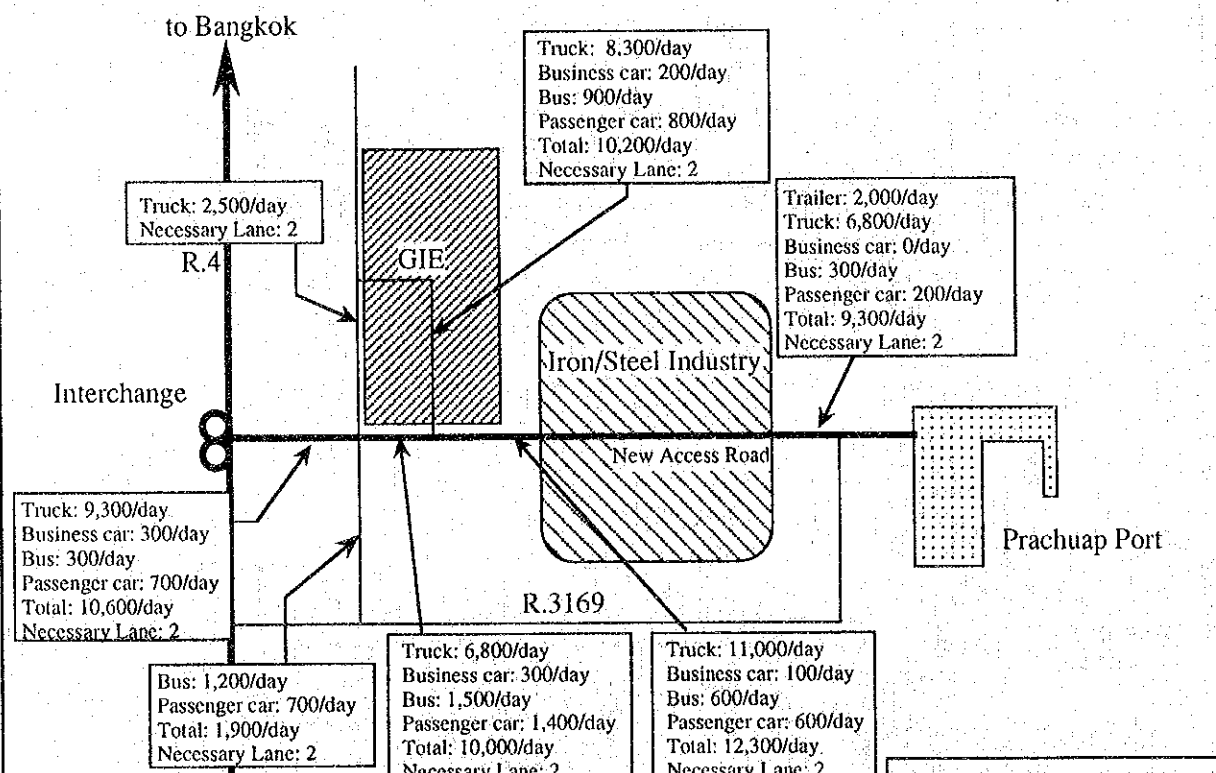 to Bangkok
Truck: 8,300/day
Business car: 200/day
Bus: 900/day
Passenger car: 800/day
Total: 10,200/day
Necessary Lane: 2
Truck: 2,500/day
Necessary Lane: 2
Trailer: 2,000/day
Truck: 6,800/day
Business car: 0/day
Bus: 300/day
Passenger car: 200/day
Total: 9,300/day
Necessary Lane: 2
R.4
GIE
Iron/Steel Industry
Interchange
New Access Road
Truck: 9,300/day
Business car: 300/day
Bus: 300/day
Passenger car: 700/day
Total: 10,600/day
Necessary Lane: 2
Prachuap Port
R.3169
Bus: 1,200/day
Passenger car: 700/day
Total: 1,900/day
Necessary Lane: 2
Truck: 6,800/day
Business car: 300/day
Bus: 1,500/day
Passenger car: 1,400/day
Total: 10,000/day
Necessary Lane: 2
Truck: 11,000/day
Business car: 100/day
Bus: 600/day
Passenger car: 600/day
Total: 12,300/day
Necessary Lane: 2